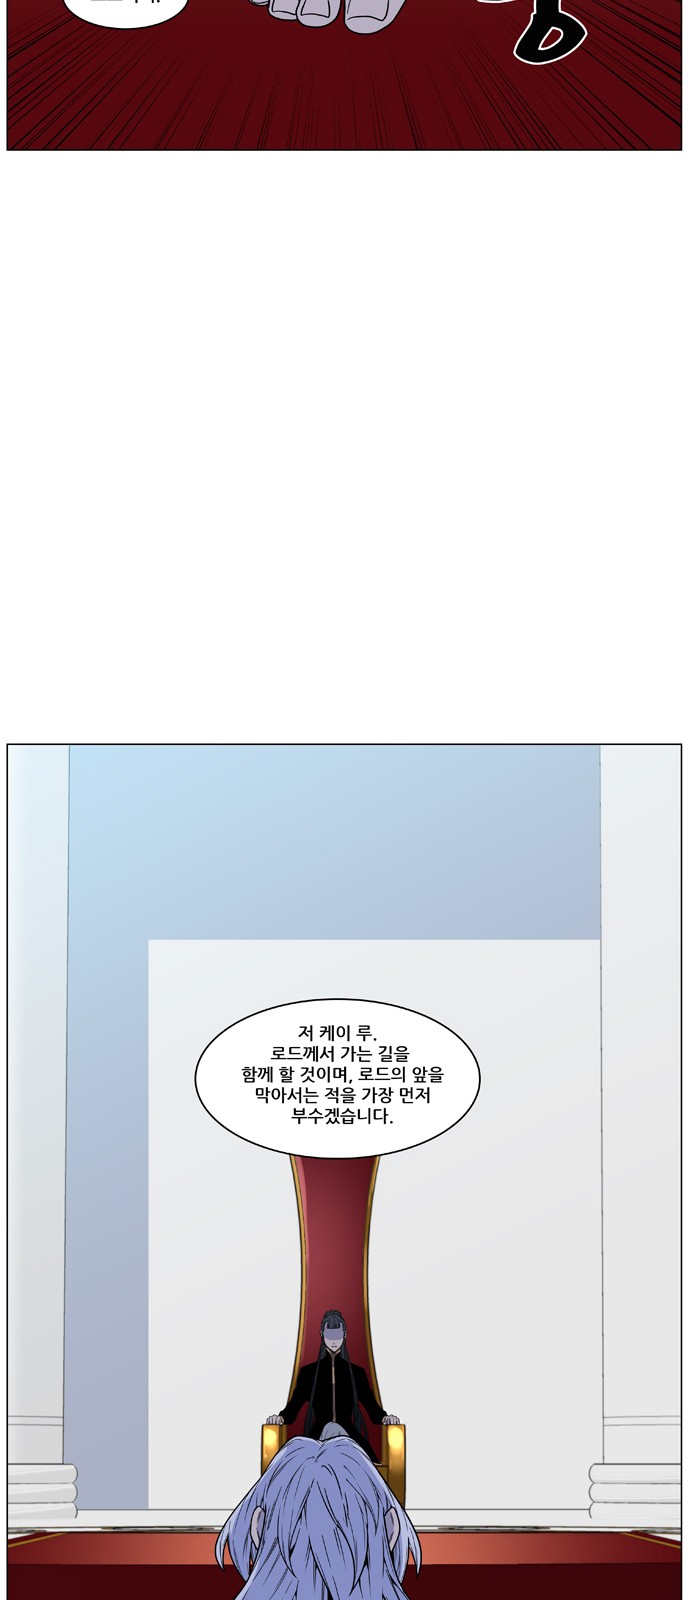 저 케이 루.
로드께서 가는 길을
함께 할 것이며, 로드의 앞을
막아서는 적을 가장 먼저
부수겠습니다.